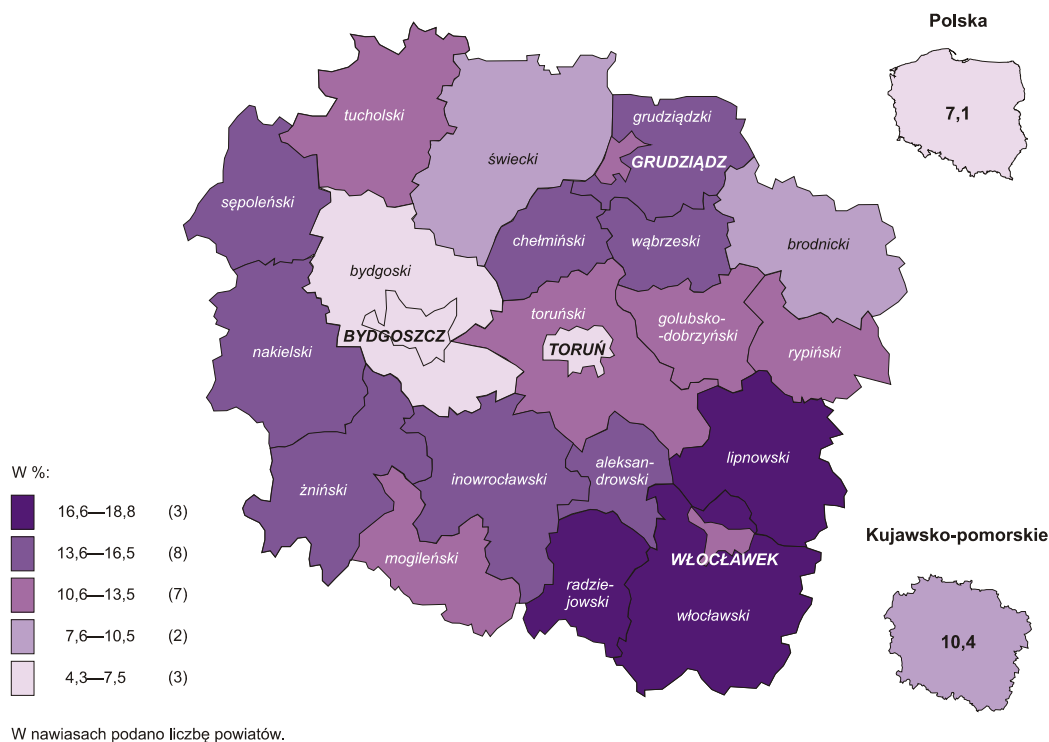 Polska
7,1
tucholski
grudziądzki
GRUDZIĄDZ
świecki
sępoleński
chełmiński
wąbrzeski
brodnicki
bydgoski
BYDGOSZCZ
toruński
TORUŃ
golubsko-
-dobrzyński
rypiński
nakielski
lipnowski
aleksan-
drowski
inowrocławski
żniński
mogileński
radzie-
jowski
WŁOCŁAWEK
włocławski
Kujawsko-pomorskie
10,4
W %:
16,6—18,8 (3)
13,6—16,5 (8)
10,6—13,5 (7)
7,6—10,5 (2)
4,3—7,5 (3)
W nawiasach podano liczbę powiatów.